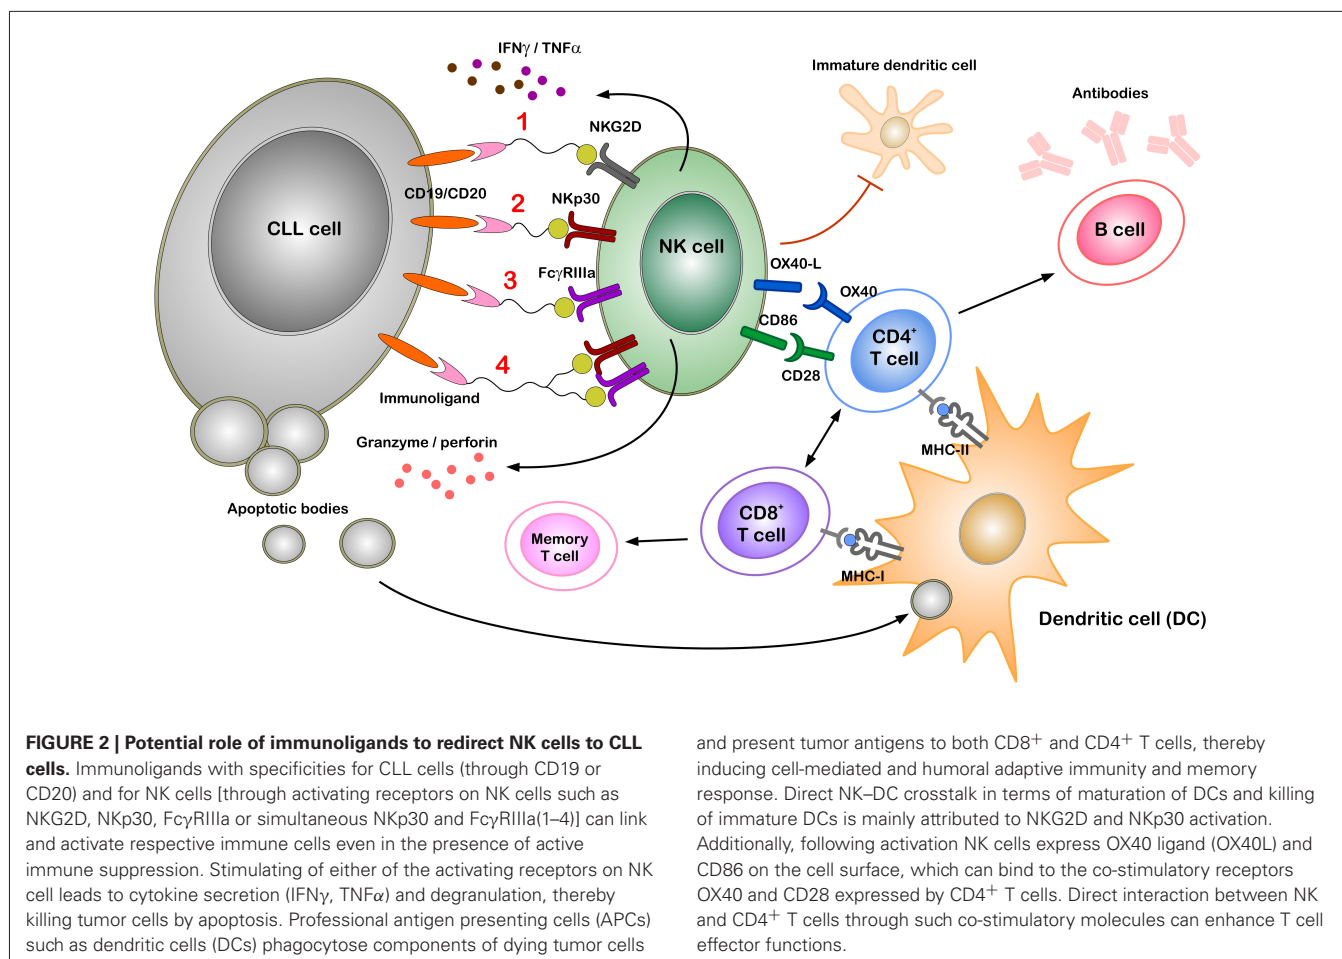 IFNγ / TNFα
Immature dendritic cell
Antibodies
1
NKG2D
CD19/CD20
2
NKp30
CLL cell
NK cell
B cell
3
FcγRIIIa
OX40-L
OX40
CD86
CD4⁺
T cell
4
CD28
Immunoligand
Granzyme / perforin
MHC-II
Apoptotic bodies
CD8⁺
T cell
Memory
T cell
MHC-I
Dendritic cell (DC)
FIGURE 2 | Potential role of immunoligands to redirect NK cells to CLL
cells. Immunoligands with specificities for CLL cells (through CD19 or
CD20) and for NK cells [through activating receptors on NK cells such as
NKG2D, NKp30, FcγRIIIa or simultaneous NKp30 and FcγRIIIa(1–4)] can link
and activate respective immune cells even in the presence of active
immune suppression. Stimulating of either of the activating receptors on NK
cell leads to cytokine secretion (IFNγ, TNFα) and degranulation, thereby
killing tumor cells by apoptosis. Professional antigen presenting cells (APCs)
such as dendritic cells (DCs) phagocytose components of dying tumor cells
and present tumor antigens to both CD8⁺ and CD4⁺ T cells, thereby
inducing cell-mediated and humoral adaptive immunity and memory
response. Direct NK–DC crosstalk in terms of maturation of DCs and killing
of immature DCs is mainly attributed to NKG2D and NKp30 activation.
Additionally, following activation NK cells express OX40 ligand (OX40L) and
CD86 on the cell surface, which can bind to the co-stimulatory receptors
OX40 and CD28 expressed by CD4⁺ T cells. Direct interaction between NK
and CD4⁺ T cells through such co-stimulatory molecules can enhance T cell
effector functions.